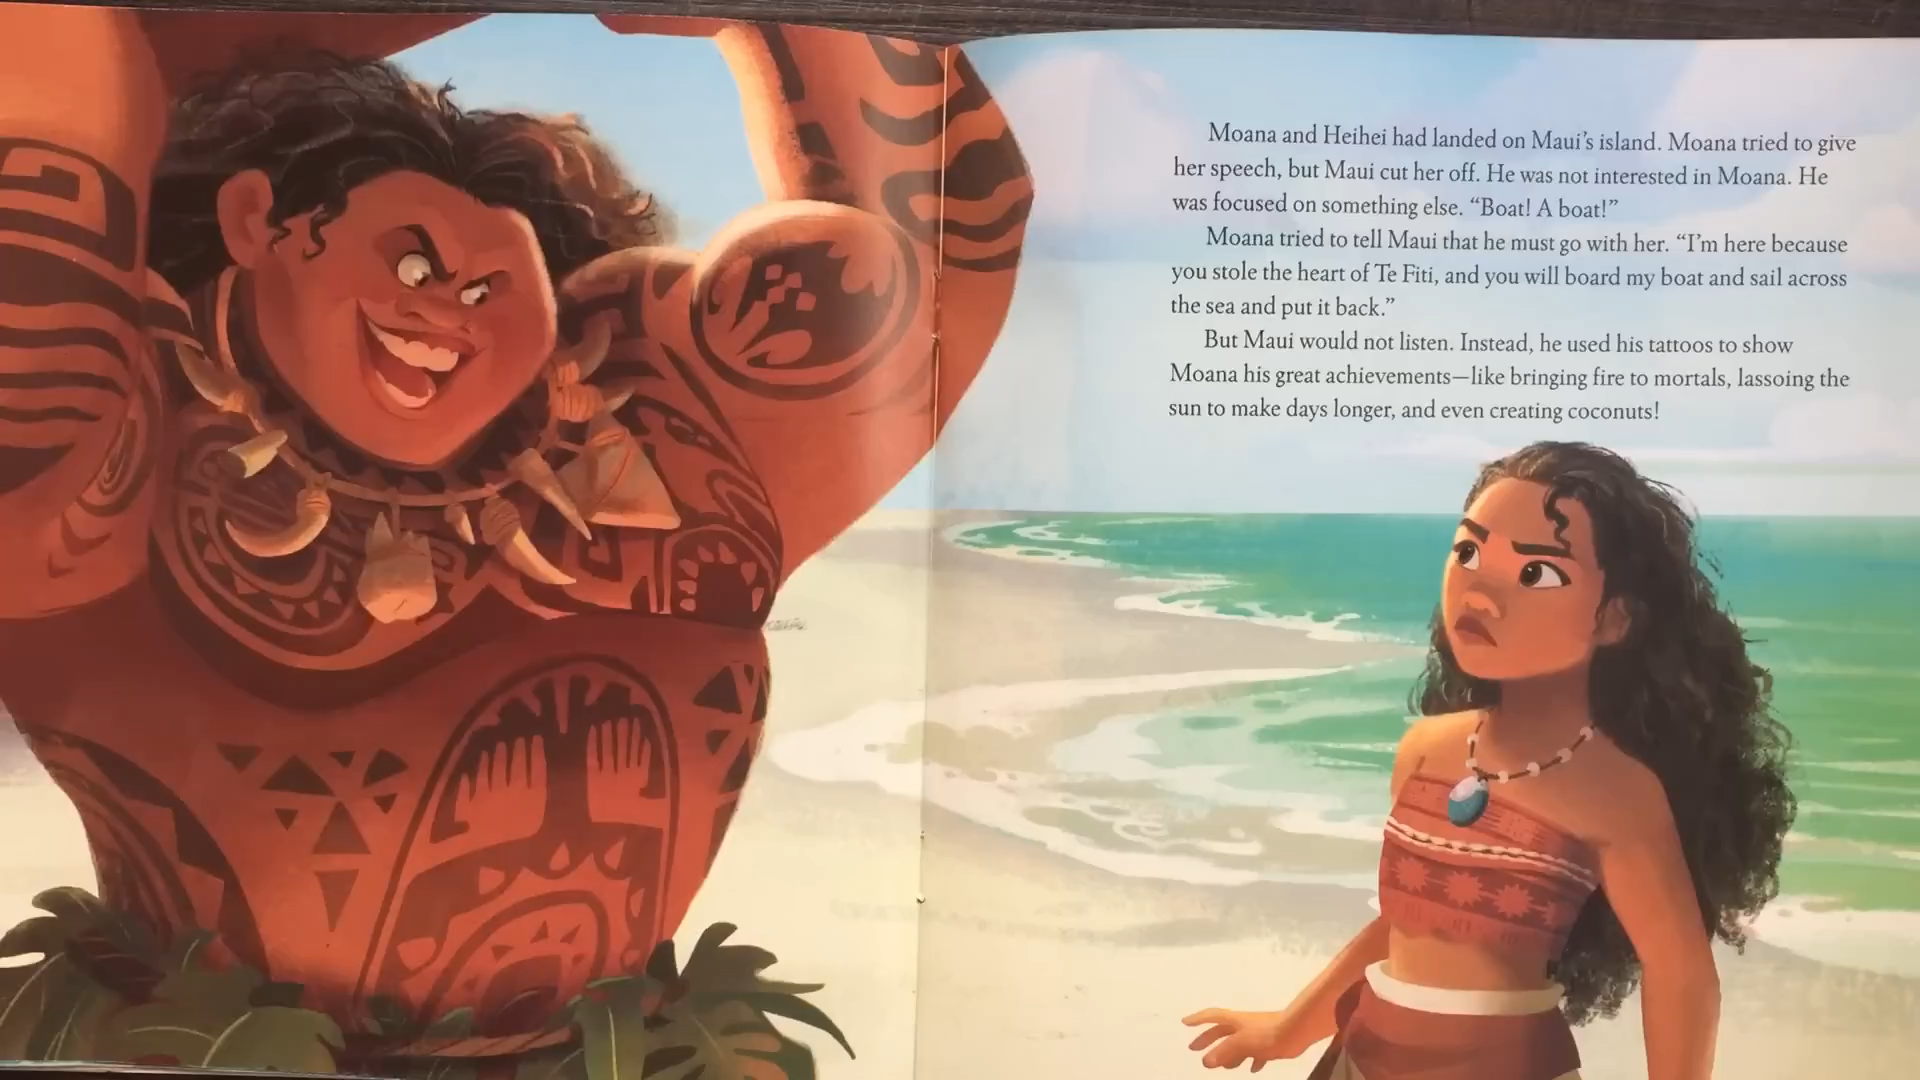 Moana and Heihei had landed on Maui’s island. Moana tried to give
her speech, but Maui cut her off. He was not interested in Moana. He
was focused on something else. “Boat! A boat!”
Moana tried to tell Maui that he must go with her. “I’m here because
you stole the heart of Te Fiti, and you will board my boat and sail across
the sea and put it back.”
But Maui would not listen. Instead, he used his tattoos to show
Moana his great achievements—like bringing fire to mortals, lassoing the
sun to make days longer, and even creating coconuts!